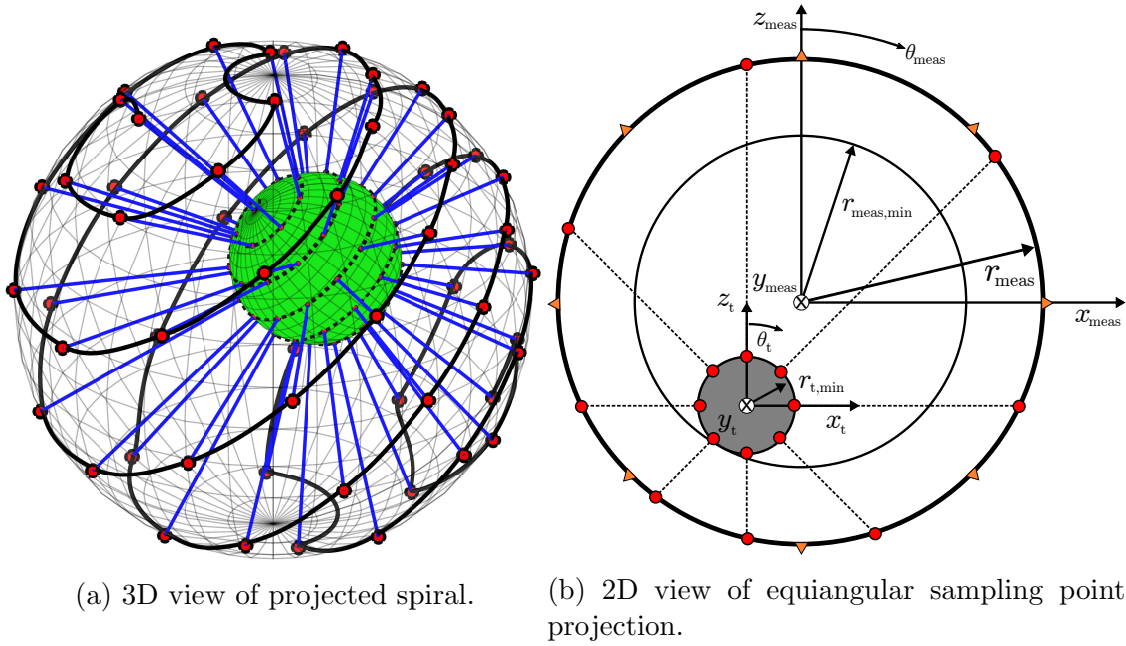 z_meas
θ_meas
r_meas,min
r_meas
y_meas
x_meas
z_t
θ_t
r_t,min
y_t
x_t
(a) 3D view of projected spiral.
(b) 2D view of equiangular sampling point
projection.